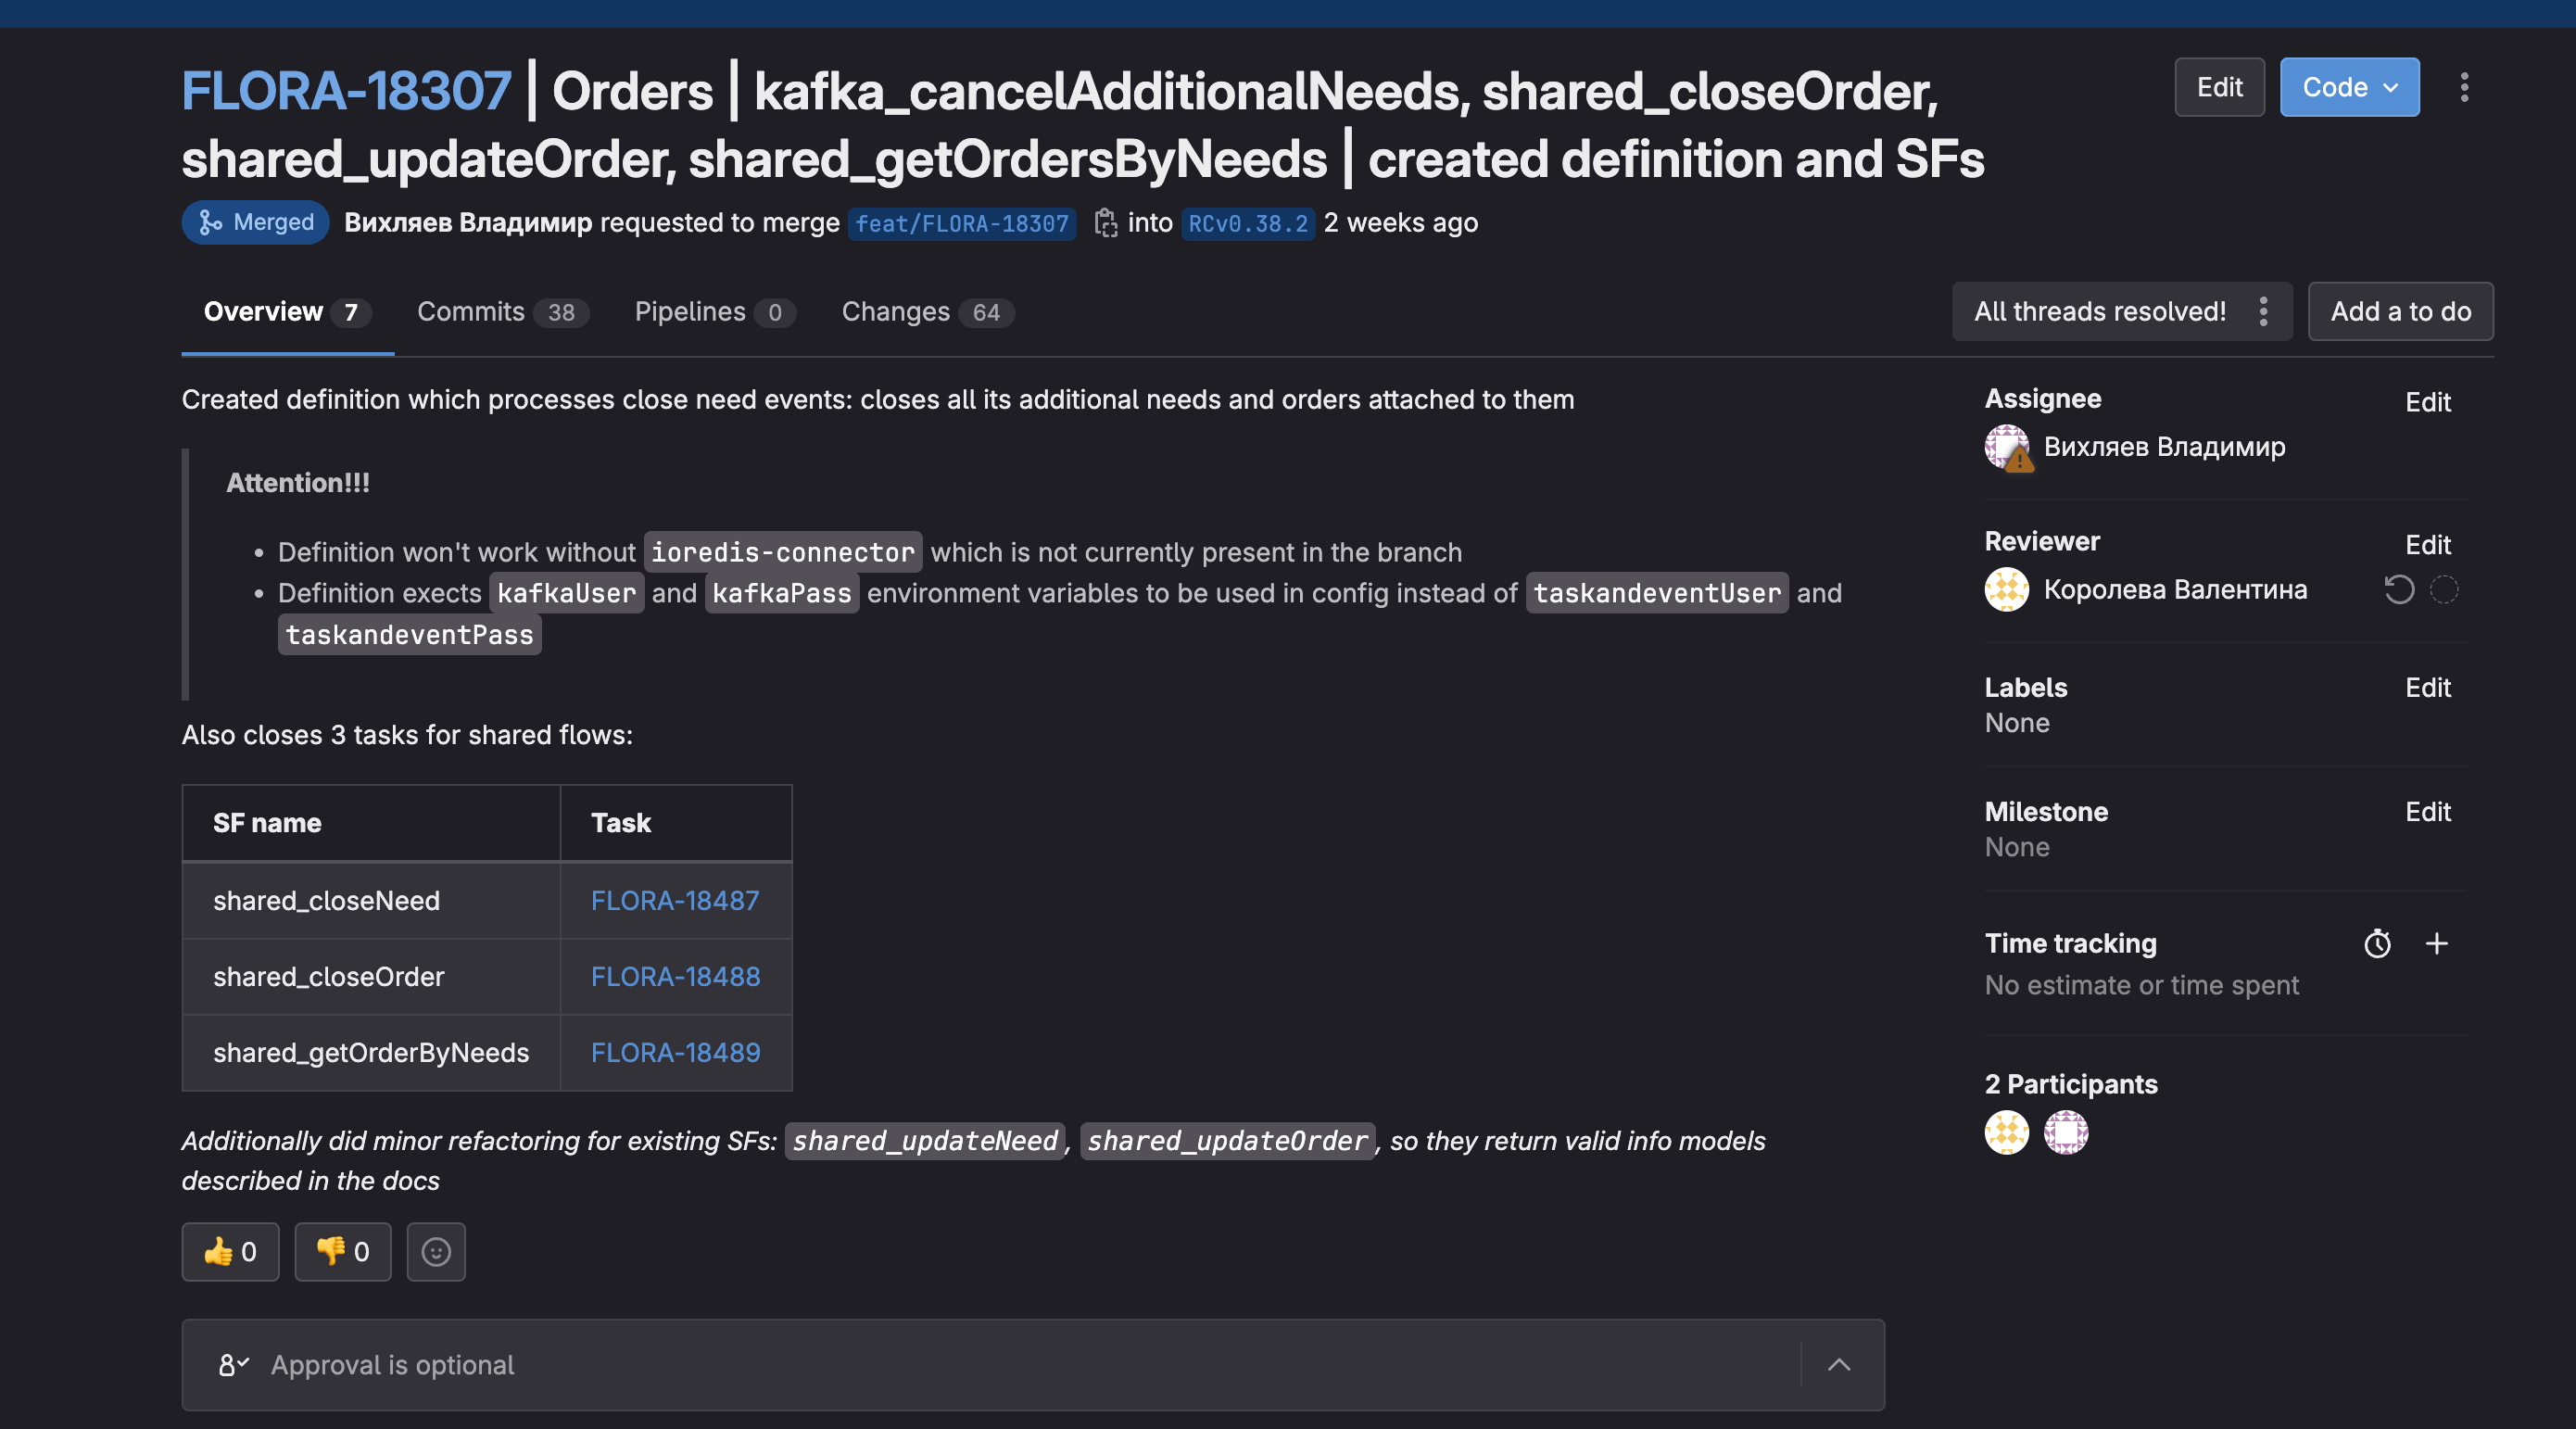 FLORA-18307 | Orders | kafka_cancelAdditionalNeeds, shared_closeOrder,
shared_updateOrder, shared_getOrdersByNeeds | created definition and SFs
Edit
Code
Merged Вихляев Владимир requested to merge feat/FLORA-18307 into RCv0.38.2 2 weeks ago
Overview 7 Commits 38 Pipelines 0 Changes 64
All threads resolved!
Add a to do
Created definition which processes close need events: closes all its additional needs and orders attached to them
Attention!!!
• Definition won't work without ioredis-connector which is not currently present in the branch
• Definition exects kafkaUser and kafkaPass environment variables to be used in config instead of taskandeventUser and
taskandeventPass
Also closes 3 tasks for shared flows:
SF name Task
shared_closeNeed FLORA-18487
shared_closeOrder FLORA-18488
shared_getOrderByNeeds FLORA-18489
Additionally did minor refactoring for existing SFs: shared_updateNeed, shared_updateOrder, so they return valid info models
described in the docs
👍 0 👎 0
Approval is optional
Assignee Edit
Вихляев Владимир
Reviewer Edit
Королева Валентина
Labels Edit
None
Milestone Edit
None
Time tracking
No estimate or time spent
2 Participants